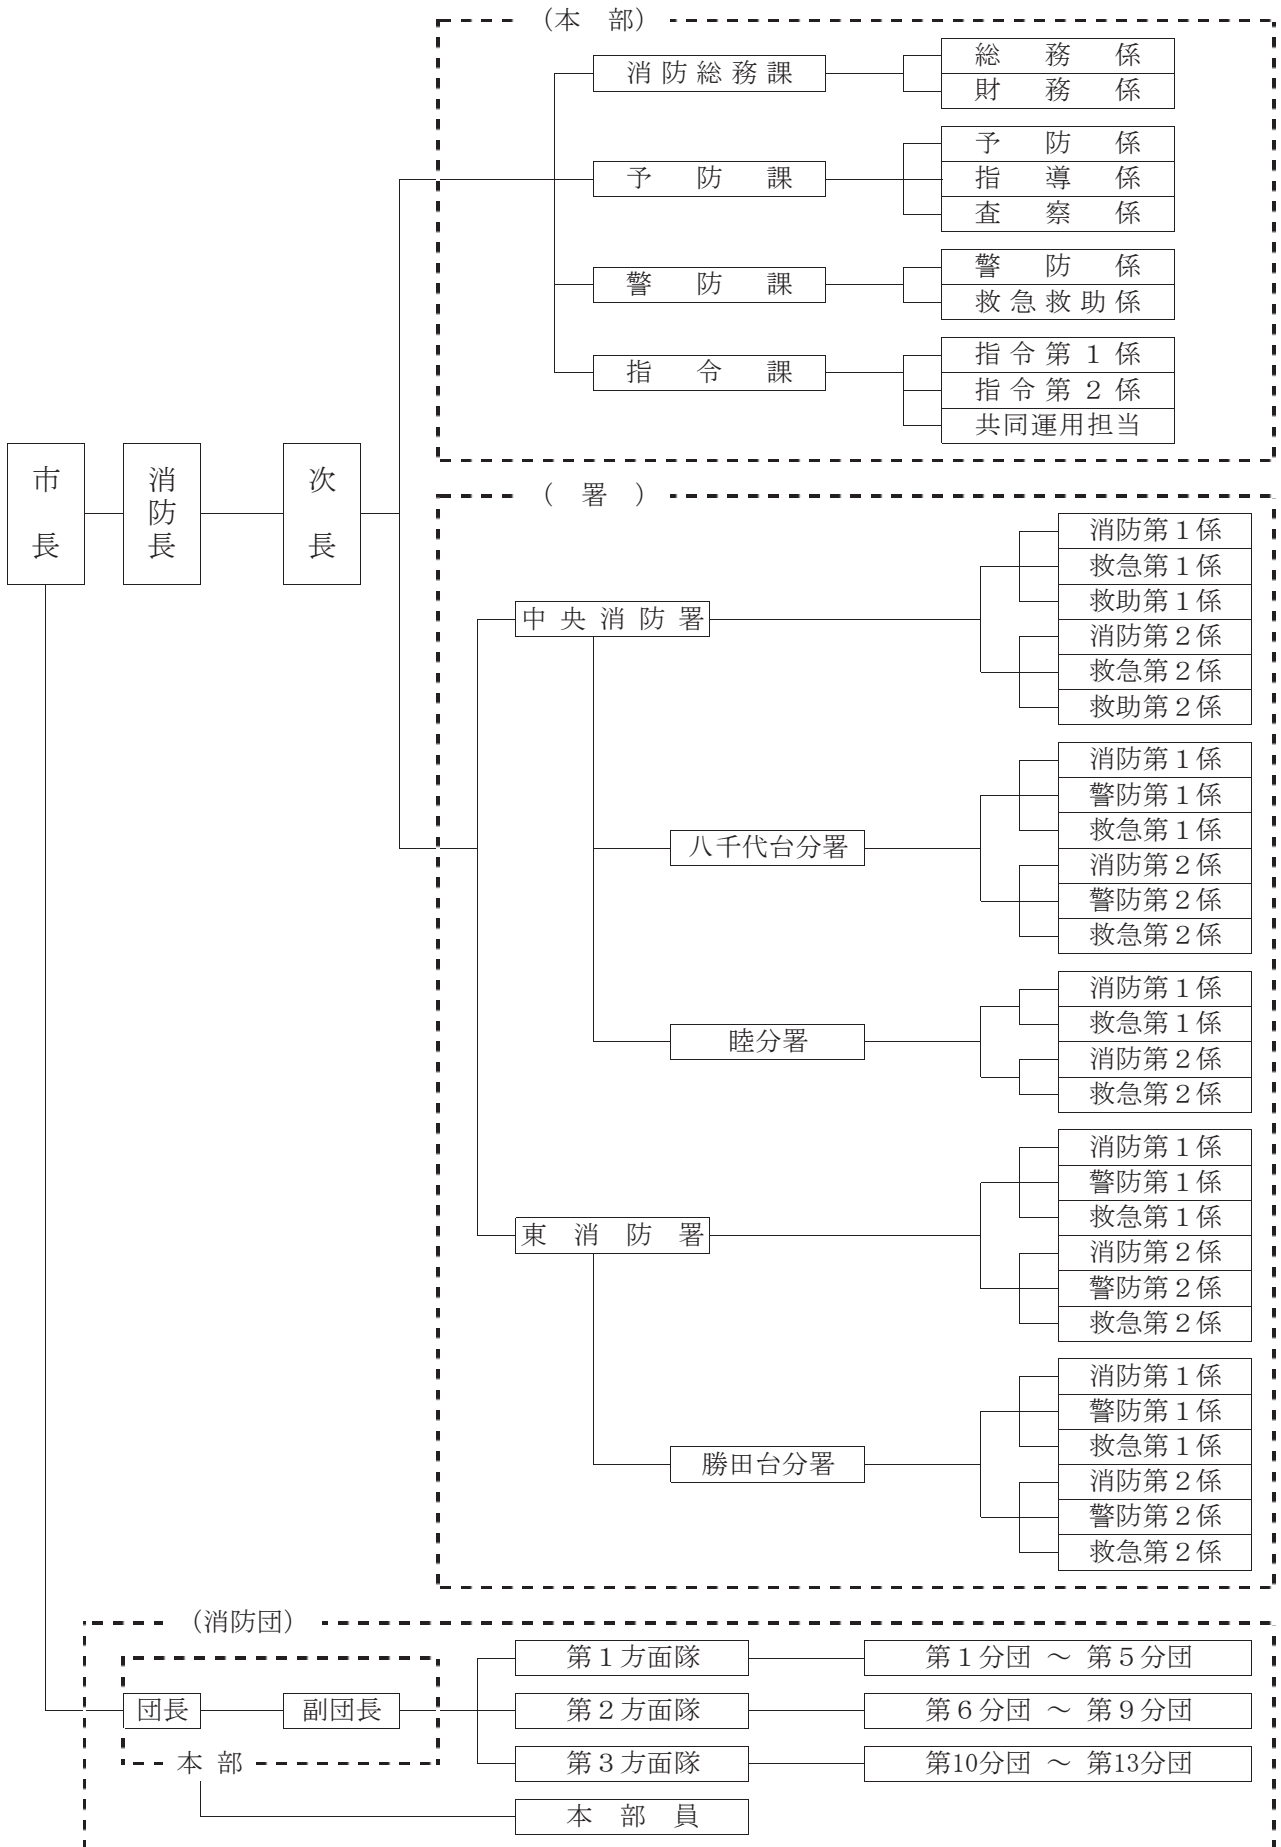 （本　部）
消防総務課
総　務　係
財　務　係
予　防　課
予　防　係
指　導　係
査　察　係
警　防　課
警　防　係
救急救助係
指　令　課
指令第１係
指令第２係
共同運用担当
市長
消防長
次長
（　署　）
中央消防署
消防第１係
救急第１係
救助第１係
消防第２係
救急第２係
救助第２係
八千代台分署
消防第１係
警防第１係
救急第１係
消防第２係
警防第２係
救急第２係
睦分署
消防第１係
救急第１係
消防第２係
救急第２係
東消防署
消防第１係
警防第１係
救急第１係
消防第２係
警防第２係
救急第２係
勝田台分署
消防第１係
警防第１係
救急第１係
消防第２係
警防第２係
救急第２係
（消防団）
団長
副団長
本 部
第１方面隊
第１分団 ～ 第５分団
第２方面隊
第６分団 ～ 第９分団
第３方面隊
第10分団 ～ 第13分団
本　部　員